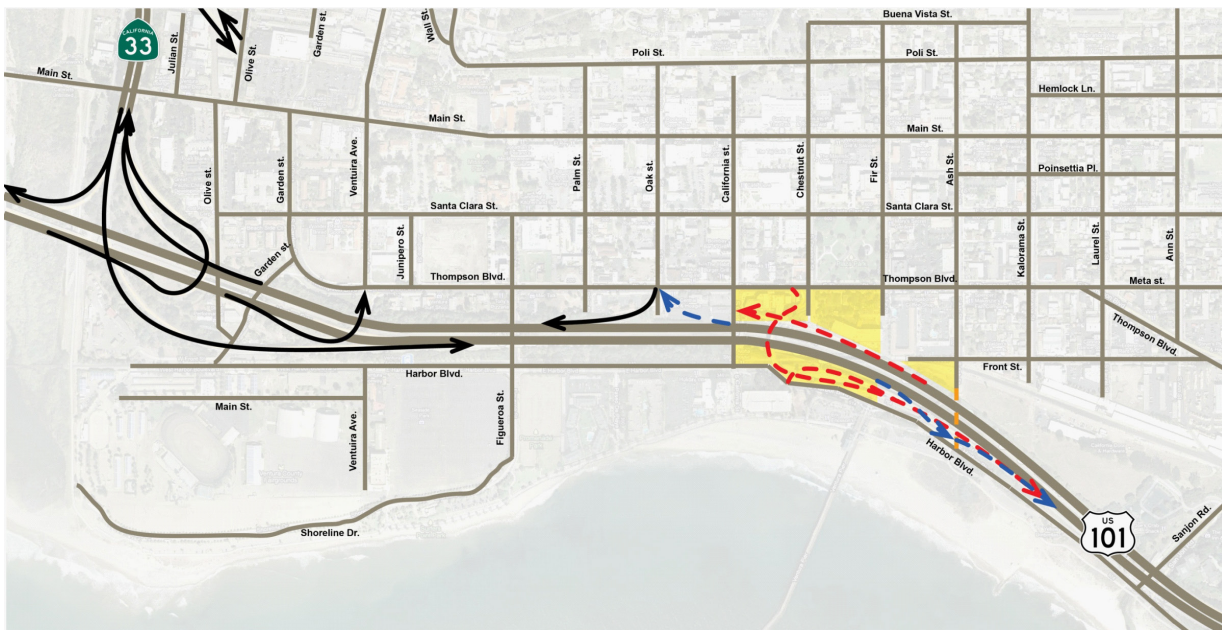 Buena Vista St.
CALIFORNIA
33
Julian St.
Olive St.
Garden st.
Wall St.
Poli St.
Poli St.
Main St.
Hemlock Ln.
Main St.
Main St.
Olive st.
Garden st.
Ventuira Ave.
Palm St.
Oak st.
California st.
Chestnut St.
Fir St.
Ash St.
Poinsettia Pl.
Santa Clara St.
Santa Clara St.
Garden st.
Junipero St.
Kalorama St.
Laurel St.
Ann St.
Thompson Blvd.
Thompson Blvd.
Meta st.
Thompson Blvd.
Harbor Blvd.
Front St.
Main St.
Ventuira Ave.
Figueroa St.
Harbor Blvd.
Shoreline Dr.
US
101
Sanjon Rd.